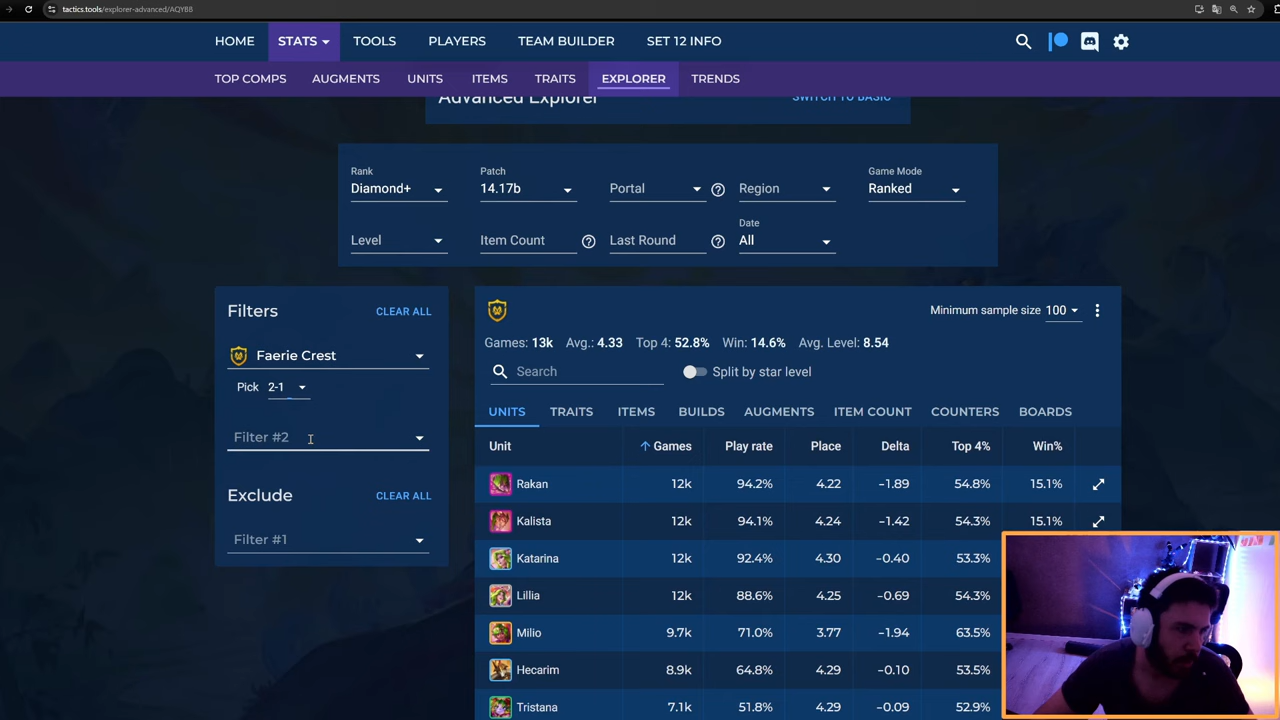 tactics.tools/explorer-advanced/AQYBB
HOME STATS TOOLS PLAYERS TEAM BUILDER SET 12 INFO
TOP COMPS AUGMENTS UNITS ITEMS TRAITS EXPLORER TRENDS
Advanced Explorer SWITCH TO BASIC
Rank Patch Game Mode
Diamond+ 14.17b Portal Region Ranked
Date
Level Item Count Last Round All
Filters CLEAR ALL
Faerie Crest
Pick 2-1
Filter #2
Exclude CLEAR ALL
Filter #1
Minimum sample size 100
Games: 13k Avg.: 4.33 Top 4: 52.8% Win: 14.6% Avg. Level: 8.54
Search Split by star level
UNITS TRAITS ITEMS BUILDS AUGMENTS ITEM COUNT COUNTERS BOARDS
Unit Games Play rate Place Delta Top 4% Win%
Rakan 12k 94.2% 4.22 −1.89 54.8% 15.1%
Kalista 12k 94.1% 4.24 −1.42 54.3% 15.1%
Katarina 12k 92.4% 4.30 −0.40 53.3%
Lillia 12k 88.6% 4.25 −0.69 54.3%
Milio 9.7k 71.0% 3.77 −1.94 63.5%
Hecarim 8.9k 64.8% 4.29 −0.10 53.5%
Tristana 7.1k 51.8% 4.29 −0.09 52.9%